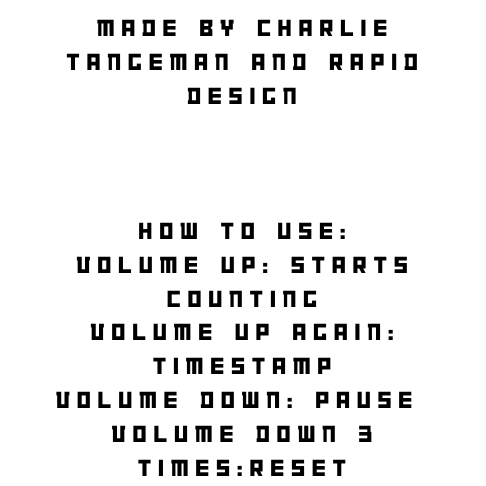 MADE BY CHARLIE
TANGEMAN AND RAPID
DESIGN
HOW TO USE:
VOLUME UP: STARTS
COUNTING
VOLUME UP AGAIN:
TIMESTAMP
VOLUME DOWN: PAUSE
VOLUME DOWN 3
TIMES:RESET